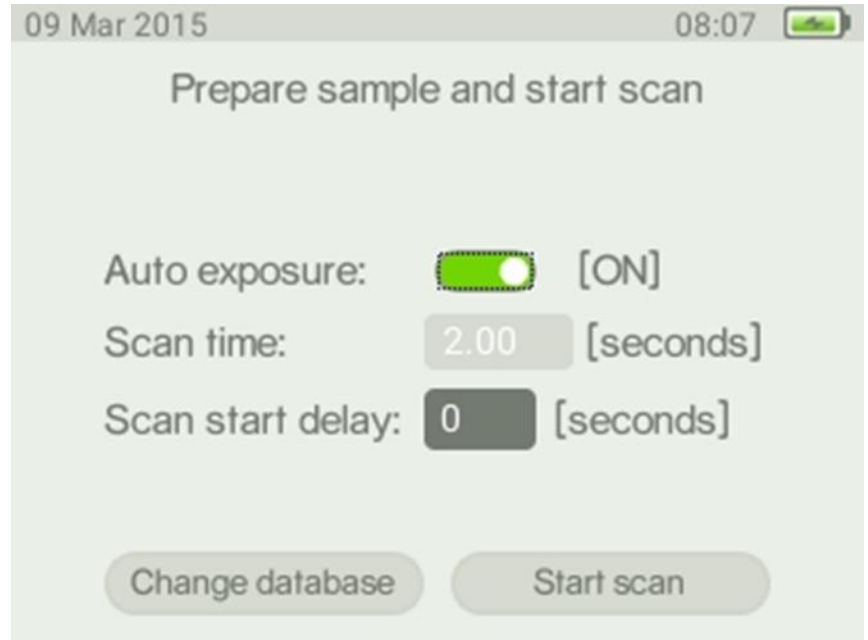 09 Mar 2015 08:07
Prepare sample and start scan
Auto exposure: [ON]
Scan time: 2.00 [seconds]
Scan start delay: 0 [seconds]
Change database Start scan